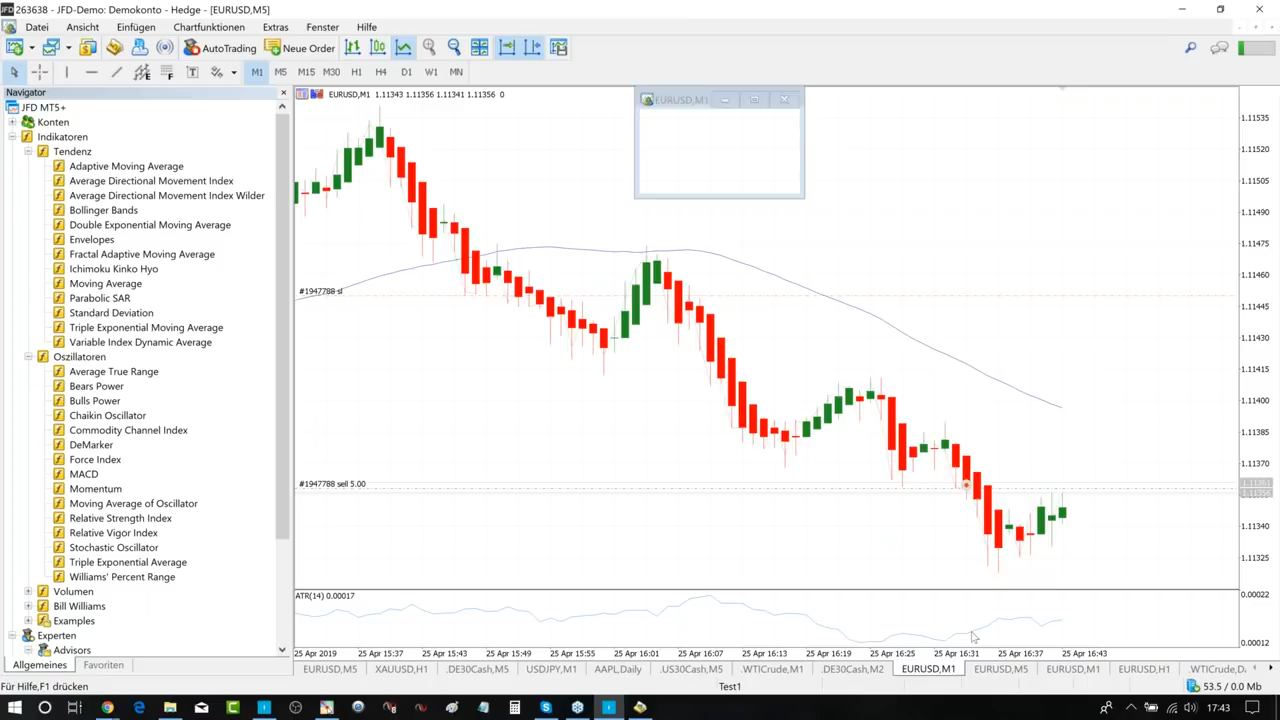 263638 - JFD-Demo: Demokonto - Hedge - [EURUSD,M5]
Datei Ansicht Einfügen Chartfunktionen Extras Fenster Hilfe
AutoTrading Neue Order
M1 M5 M15 M30 H1 H4 D1 W1 MN
Navigator
JFD MT5+
Konten
Indikatoren
Tendenz
Adaptive Moving Average
Average Directional Movement Index
Average Directional Movement Index Wilder
Bollinger Bands
Double Exponential Moving Average
Envelopes
Fractal Adaptive Moving Average
Ichimoku Kinko Hyo
Moving Average
Parabolic SAR
Standard Deviation
Triple Exponential Moving Average
Variable Index Dynamic Average
Oszillatoren
Average True Range
Bears Power
Bulls Power
Chaikin Oscillator
Commodity Channel Index
DeMarker
Force Index
MACD
Momentum
Moving Average of Oscillator
Relative Strength Index
Relative Vigor Index
Stochastic Oscillator
Triple Exponential Average
Williams' Percent Range
Volumen
Bill Williams
Examples
Experten
Advisors
Allgemeines Favoriten
EURUSD,M1 1.11343 1.11356 1.11341 1.11356 0
EURUSD,M1
#1947788 sl
#1947788 sell 5.00
1.11535
1.11520
1.11505
1.11490
1.11475
1.11460
1.11445
1.11430
1.11415
1.11400
1.11385
1.11370
1.11361
1.11356
1.11340
1.11325
ATR(14) 0.00017
0.00022
0.00012
25 Apr 2019 25 Apr 15:37 25 Apr 15:43 25 Apr 15:49 25 Apr 15:55 25 Apr 16:01 25 Apr 16:07 25 Apr 16:13 25 Apr 16:19 25 Apr 16:25 25 Apr 16:31 25 Apr 16:37 25 Apr 16:43
EURUSD,M5 XAUUSD,H1 .DE30Cash,M5 USDJPY,M1 AAPL,Daily .US30Cash,M5 .WTICrude,M1 .DE30Cash,M2 EURUSD,M1 EURUSD,M5 EURUSD,M1 EURUSD,H1
Für Hilfe,F1 drücken Test1 53.5 / 0.0 Mb
17:43